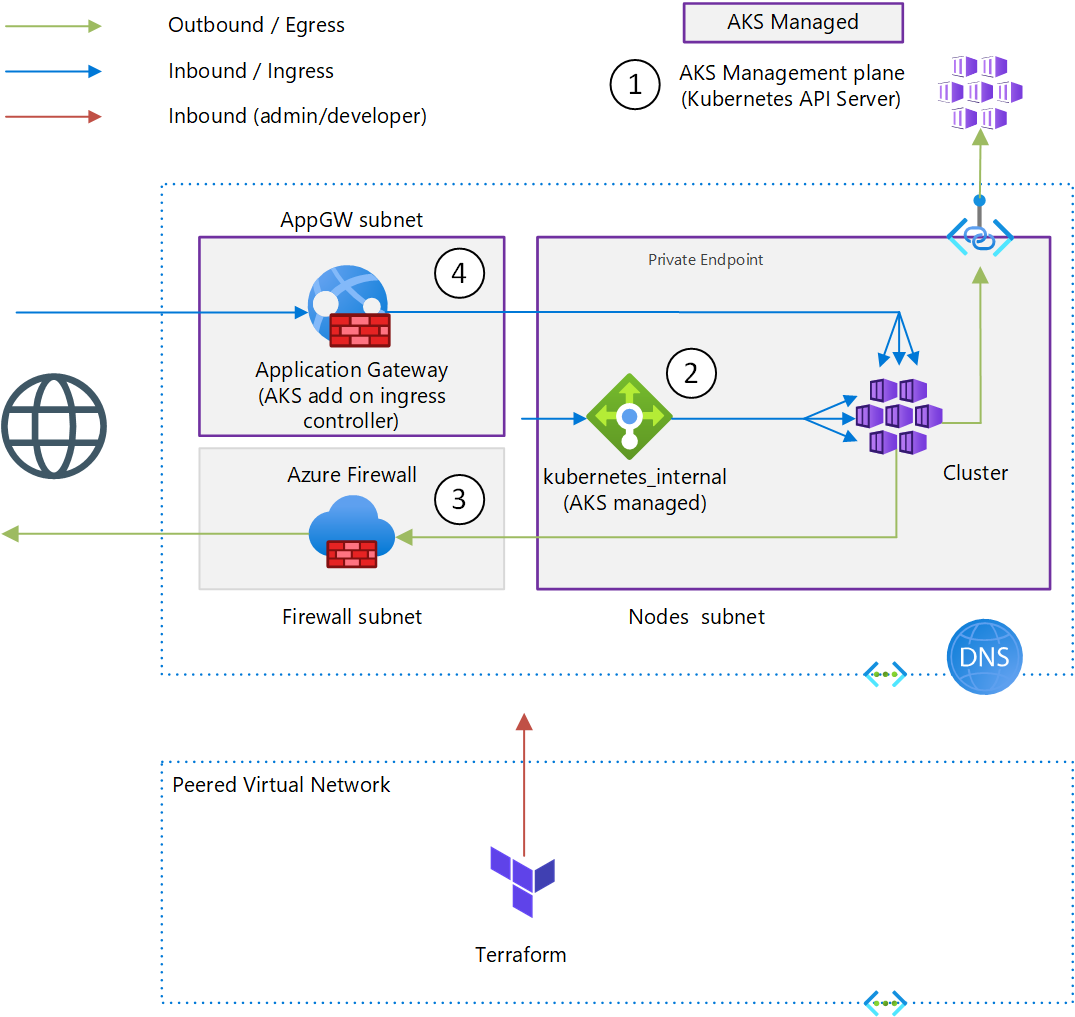 Outbound / Egress
Inbound / Ingress
Inbound (admin/developer)
AKS Managed
1
AKS Management plane
(Kubernetes API Server)
AppGW subnet
4
Application Gateway
(AKS add on ingress
controller)
Private Endpoint
2
kubernetes_internal
(AKS managed)
Cluster
Azure Firewall
3
Firewall subnet
Nodes  subnet
DNS
Peered Virtual Network
Terraform